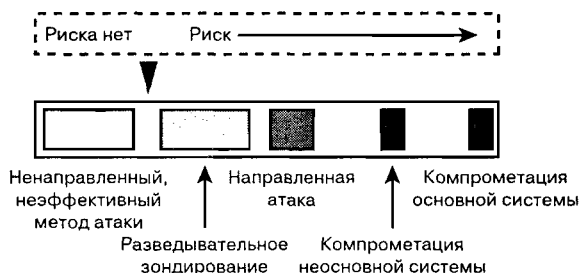 Риска нет Риск
Ненаправленный,
неэффективный
метод атаки
Разведывательное
зондирование
Направленная
атака
Компрометация
неосновной системы
Компрометация
основной системы